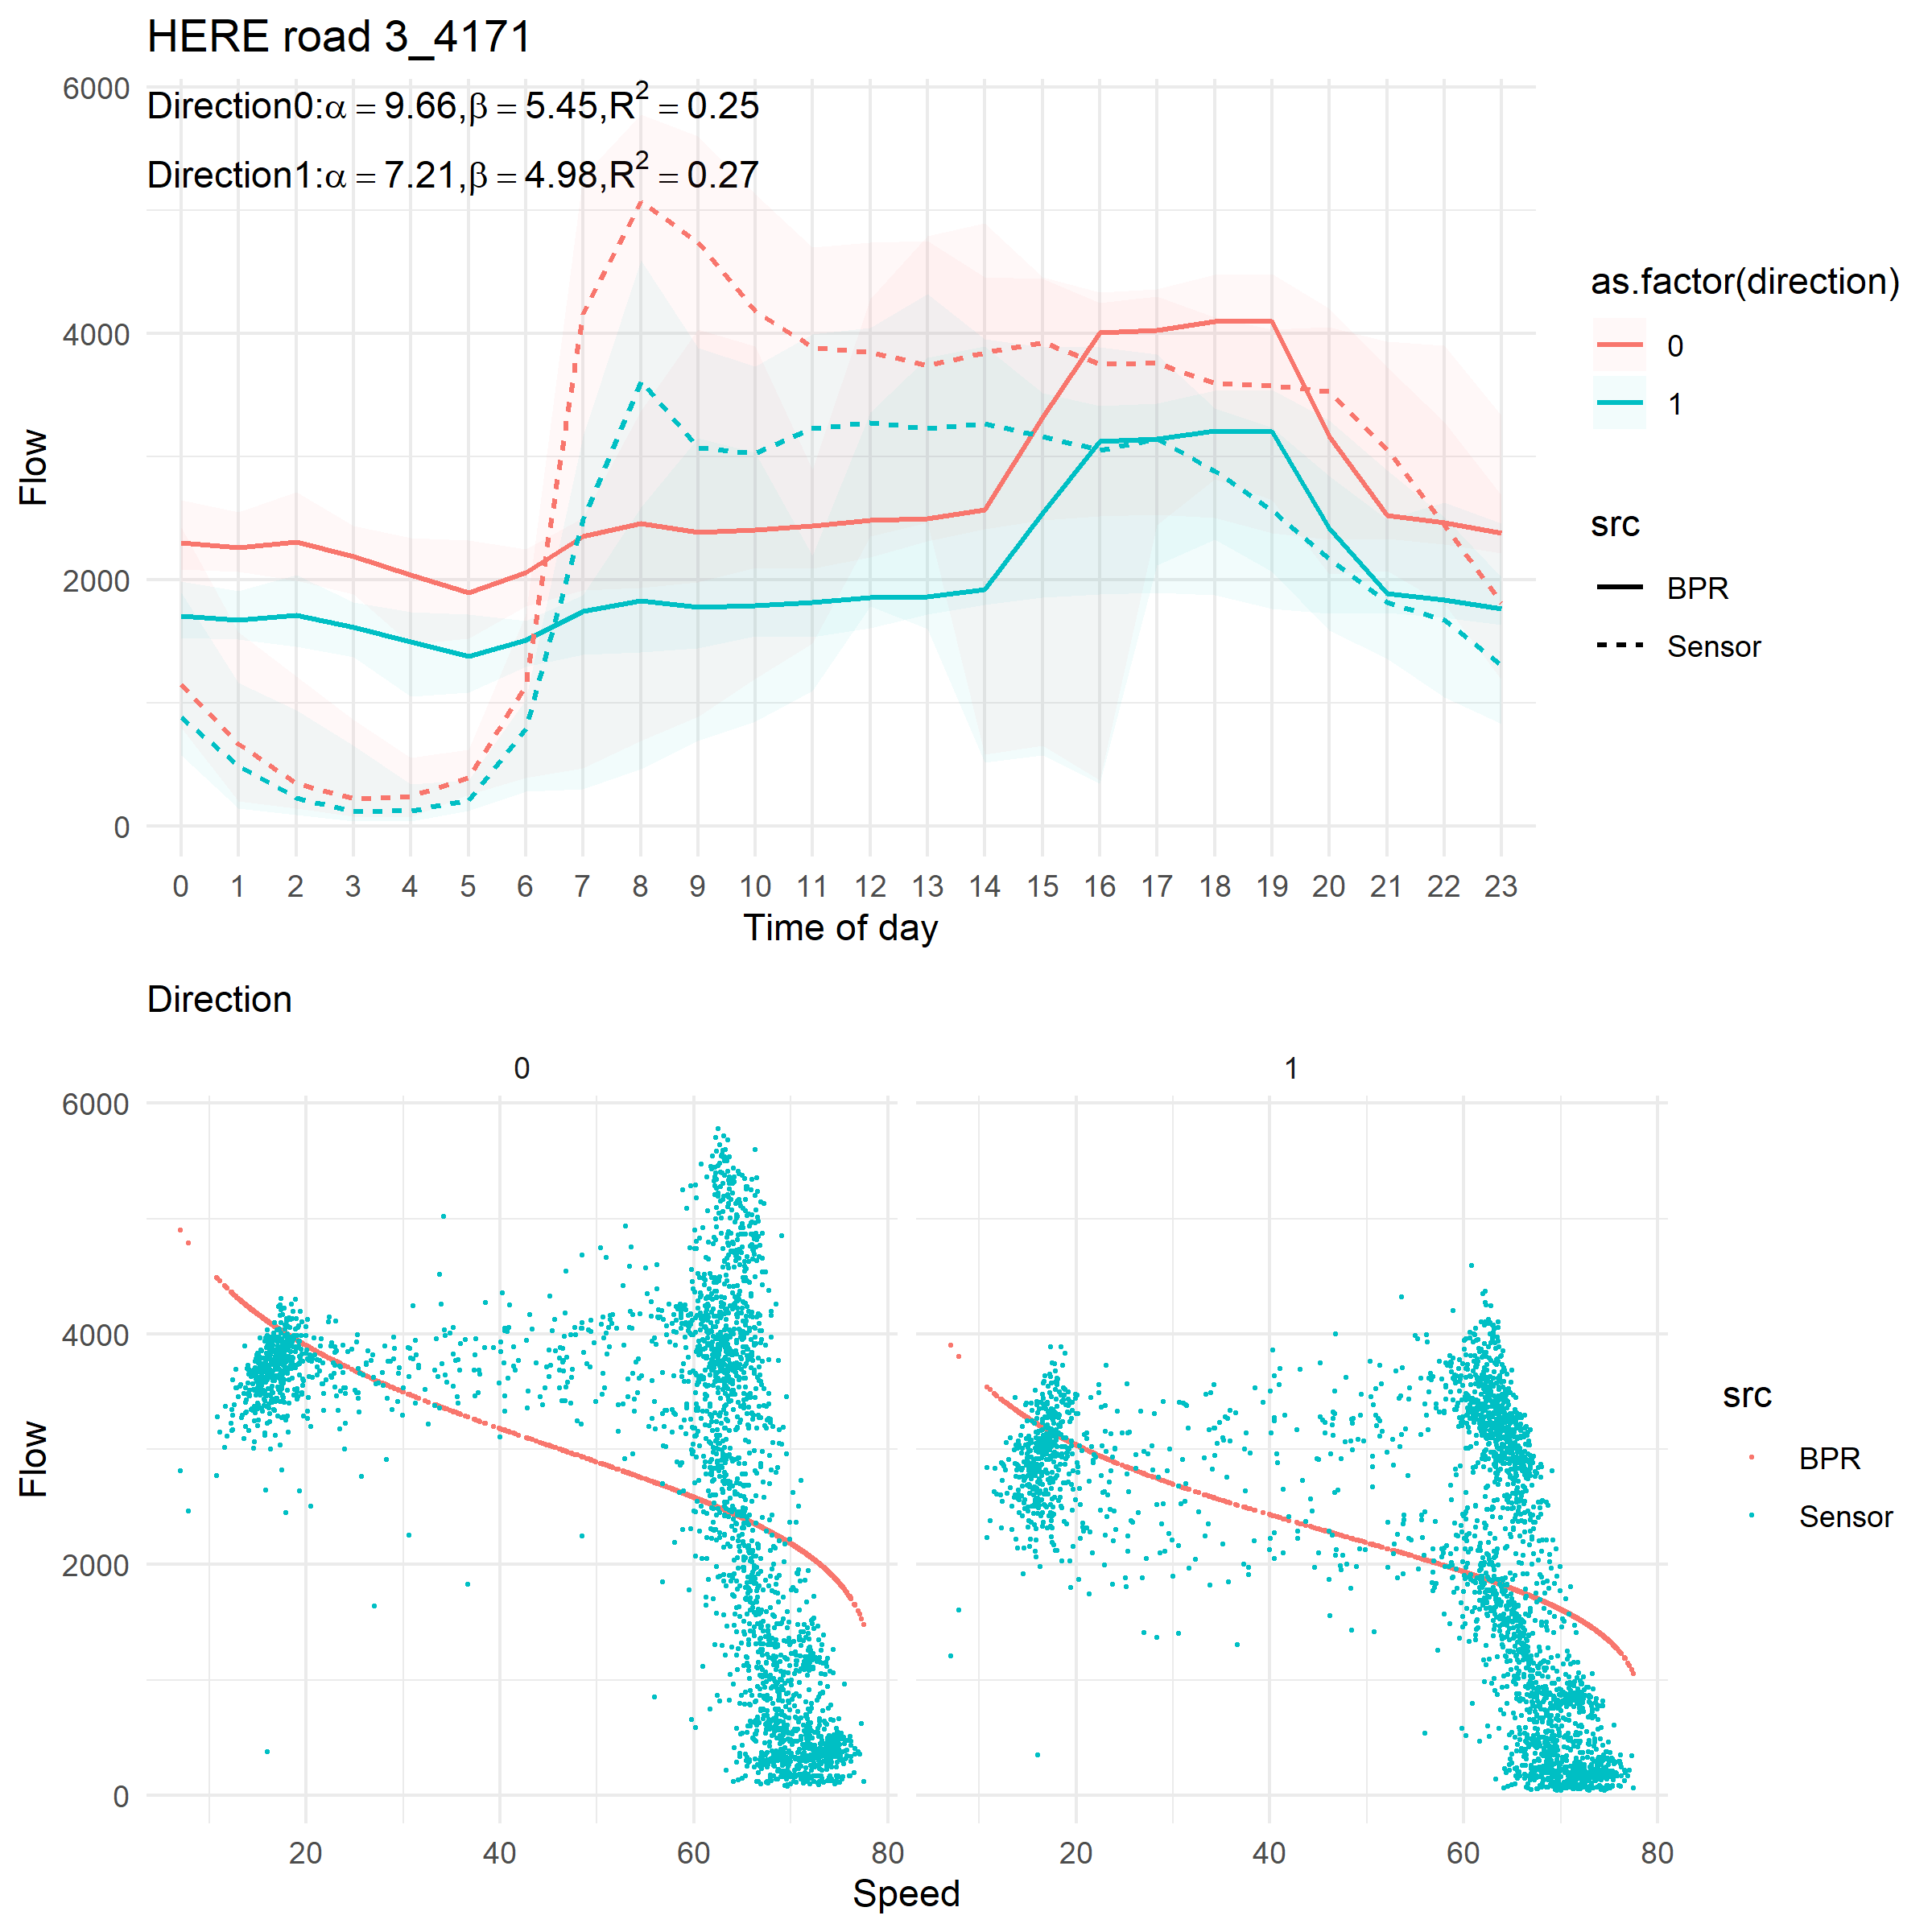 HERE road 3_4171
Direction0:α = 9.66,β = 5.45,R² = 0.25
Direction1:α = 7.21,β = 4.98,R² = 0.27
6000
4000
2000
0
Flow
0 1 2 3 4 5 6 7 8 9 10 11 12 13 14 15 16 17 18 19 20 21 22 23
Time of day
as.factor(direction)
0
1
src
BPR
Sensor
Direction
0 1
6000
4000
2000
0
Flow
20 40 60 80 20 40 60 80
Speed
src
BPR
Sensor